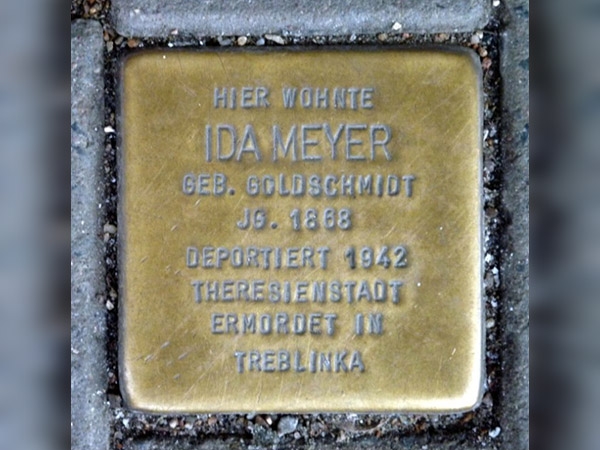 HIER WOHNTE
IDA MEYER
GEB. GOLDSCHMIDT
JG. 1868
DEPORTIERT 1942
THERESIENSTADT
ERMORDET IN
TREBLINKA